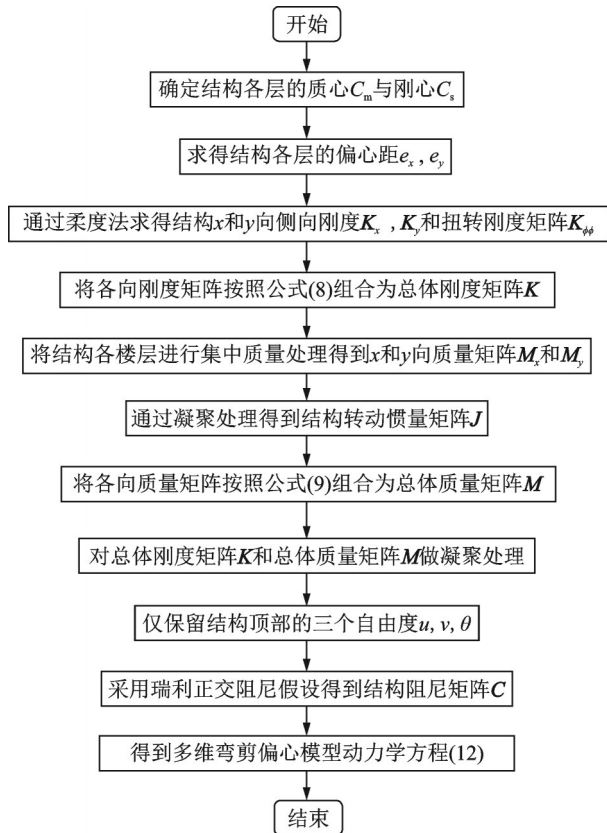 开始
确定结构各层的质心Cm与刚心Cs
求得结构各层的偏心距ex , ey
通过柔度法求得结构x和y向侧向刚度Kx , Ky和扭转刚度矩阵Kϕϕ
将各向刚度矩阵按照公式(8)组合为总体刚度矩阵K
将结构各楼层进行集中质量处理得到x和y向质量矩阵Mx和My
通过凝聚处理得到结构转动惯量矩阵J
将各向质量矩阵按照公式(9)组合为总体质量矩阵M
对总体刚度矩阵K和总体质量矩阵M做凝聚处理
仅保留结构顶部的三个自由度u, v, θ
采用瑞利正交阻尼假设得到结构阻尼矩阵C
得到多维弯剪偏心模型动力学方程(12)
结束